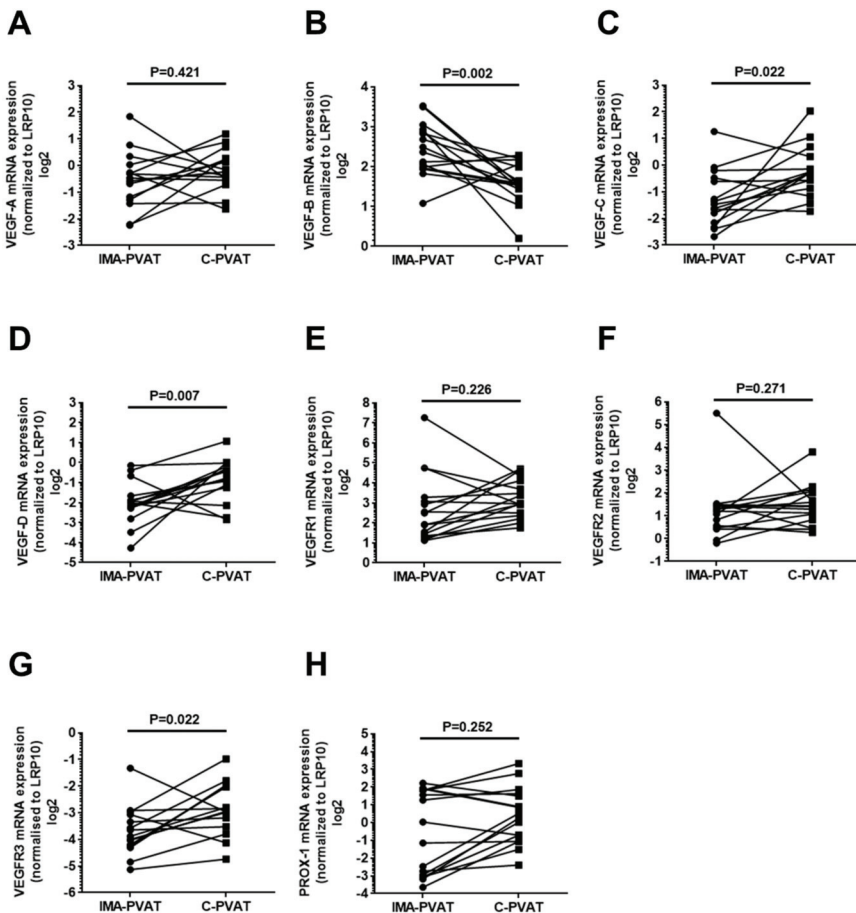 A
P=0.421
VEGF-A mRNA expression
(normalized to LRP10)
log2
3
2
1
-0
-1
-2
-3
IMA-PVAT
C-PVAT
B
P=0.002
VEGF-B mRNA expression
(normalized to LRP10)
log2
4
3
2
1
0
IMA-PVAT
C-PVAT
C
P=0.022
VEGF-C mRNA expression
(normalized to LRP10)
log2
3
2
1
-0
-1
-2
-3
IMA-PVAT
C-PVAT
D
P=0.007
VEGF-D mRNA expression
(normalized to LRP10)
log2
3
2
1
0
-1
-2
-3
-4
-5
IMA-PVAT
C-PVAT
E
P=0.226
VEGFR1 mRNA expression
(normalized to LRP10)
log2
8
7
6
5
4
3
2
1
0
IMA-PVAT
C-PVAT
F
P=0.271
VEGFR2 mRNA expression
(normalized to LRP10)
log2
6
5
4
3
2
1
0
-1
IMA-PVAT
C-PVAT
G
P=0.022
VEGFR3 mRNA expression
(normalised to LRP10)
log2
-0
-1
-2
-3
-4
-5
-6
IMA-PVAT
C-PVAT
H
P=0.252
PROX-1 mRNA expression
(normalized to LRP10)
log2
5
4
3
2
1
0
-1
-2
-3
-4
IMA-PVAT
C-PVAT